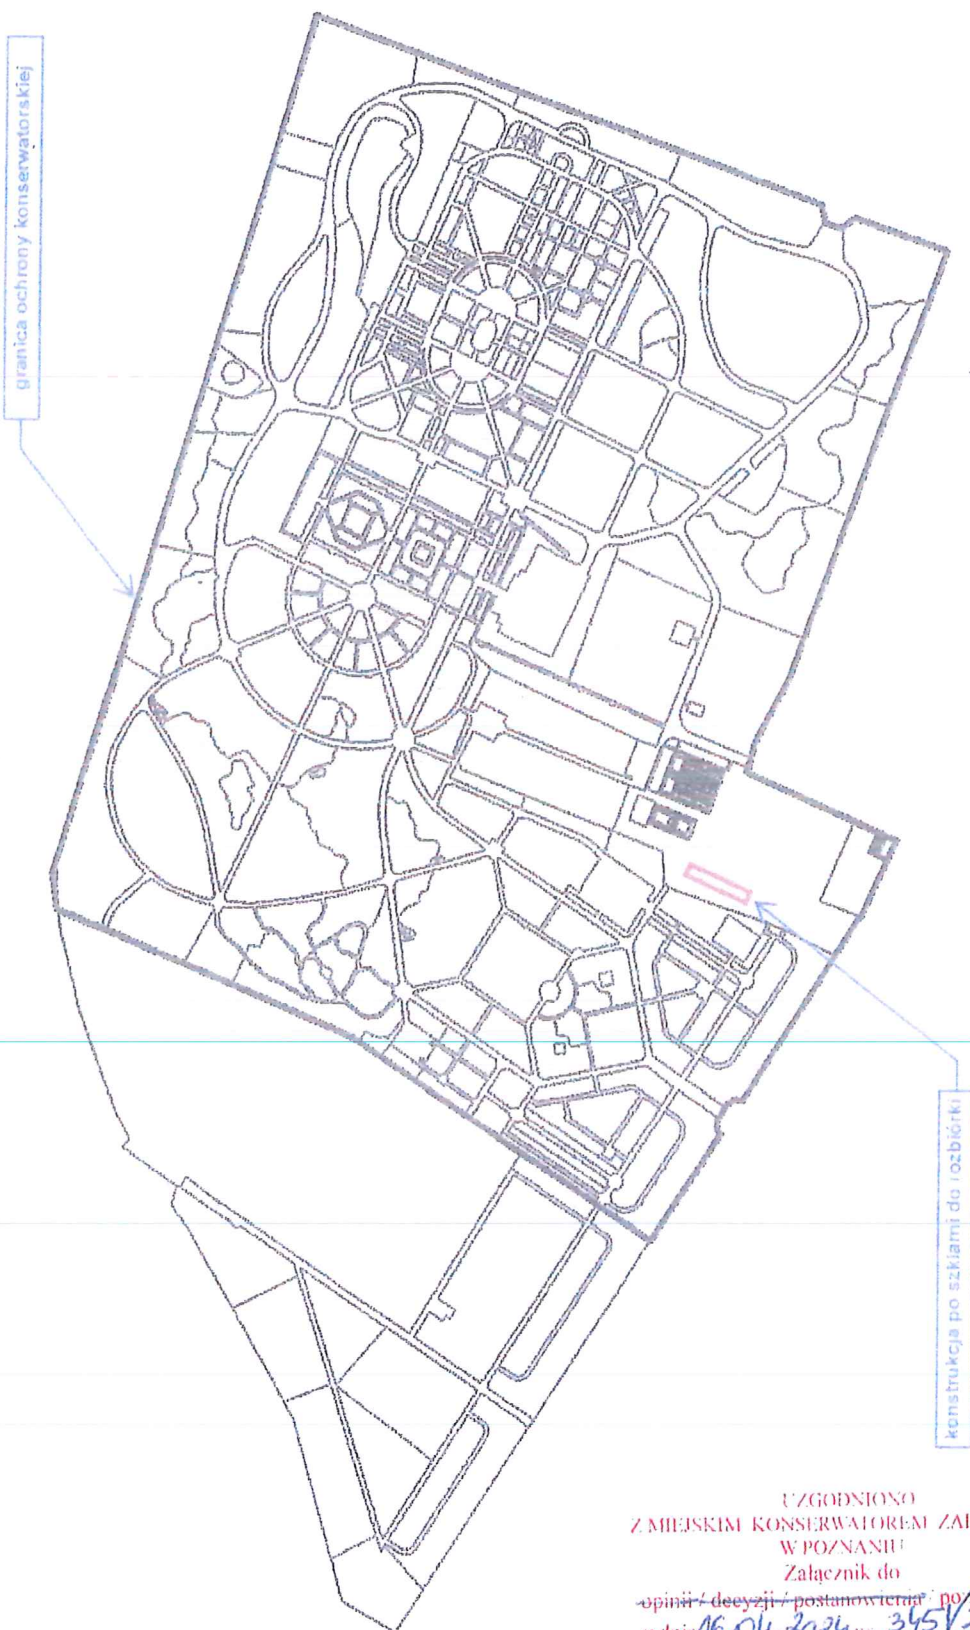 granica ochrony konserwatorskiej
konstrukcja po szklarni do rozbiórki
UZGODNIONO
Z MIEJSKIM KONSERWATOREM
W POZNANIU
Załącznik do
opinii / decyzji / postanowienia